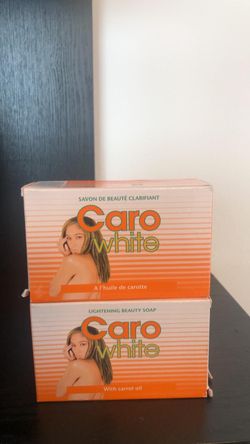 SAVON DE BEAUTÉ CLARIFIANT
Caro
white
A l'huile de carotte
LIGHTENING BEAUTY SOAP
Caro
white
With carrot oil